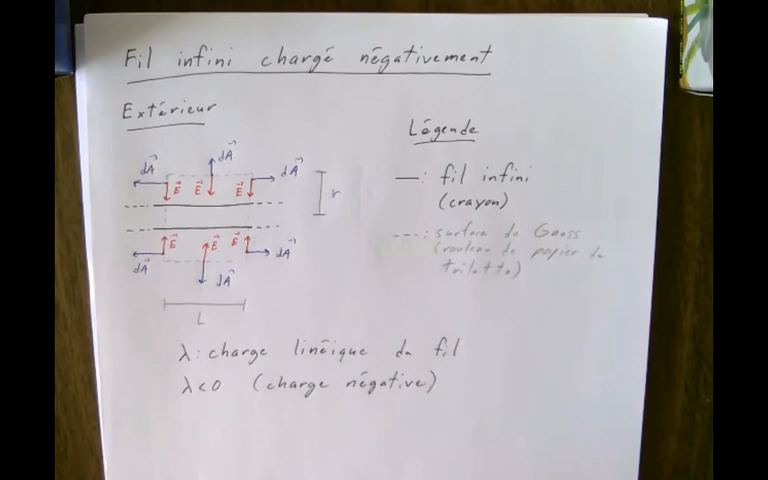 Fil infini chargé négativement
Extérieur
Légende
dA dA dA
E E E
r
— : fil infini
(crayon)
---- : surface de Gauss
(rouleau de papier de
toilette)
E E E
dA dA dA
L
λ : charge linéique du fil
λ < 0 (charge négative)